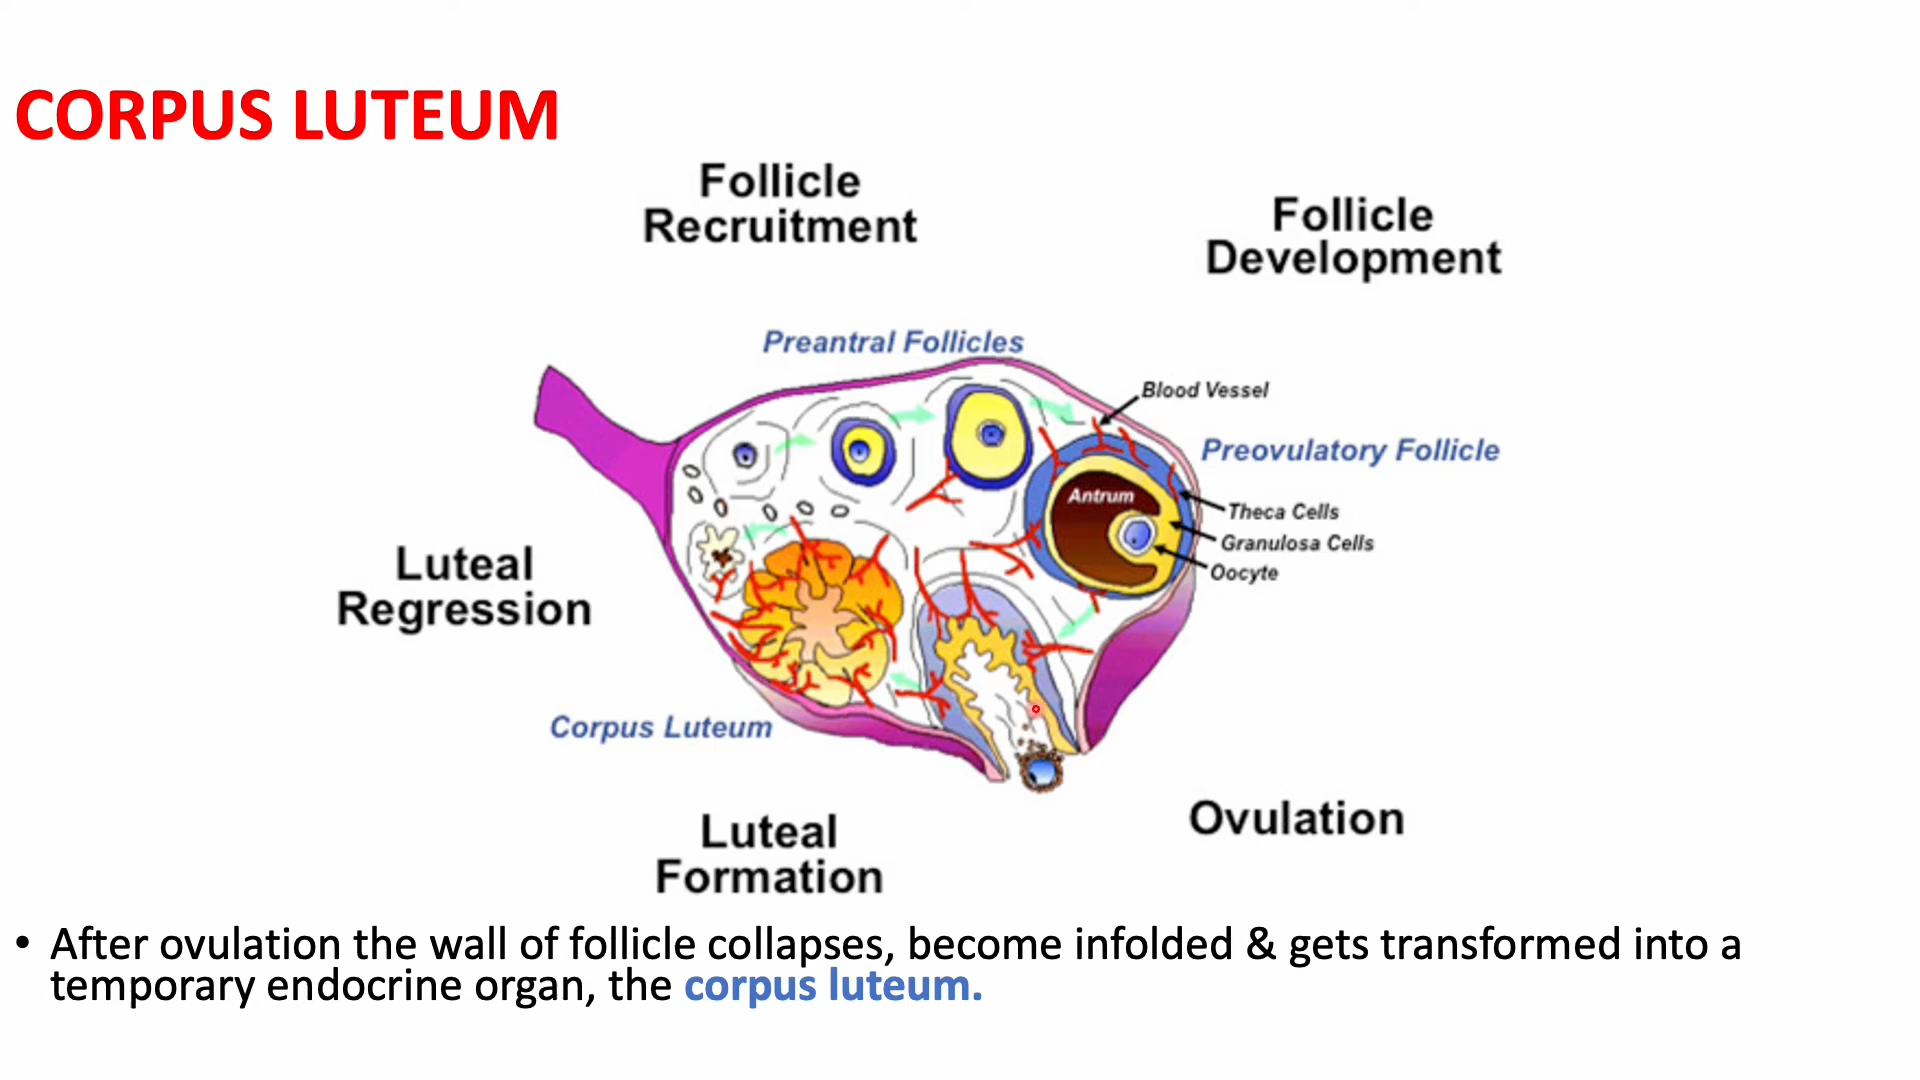 CORPUS LUTEUM
Follicle
Recruitment
Follicle
Development
Preantral Follicles
Blood Vessel
Preovulatory Follicle
Antrum
Theca Cells
Granulosa Cells
Oocyte
Luteal
Regression
Corpus Luteum
Luteal
Formation
Ovulation
• After ovulation the wall of follicle collapses, become infolded & gets transformed into a
temporary endocrine organ, the corpus luteum.